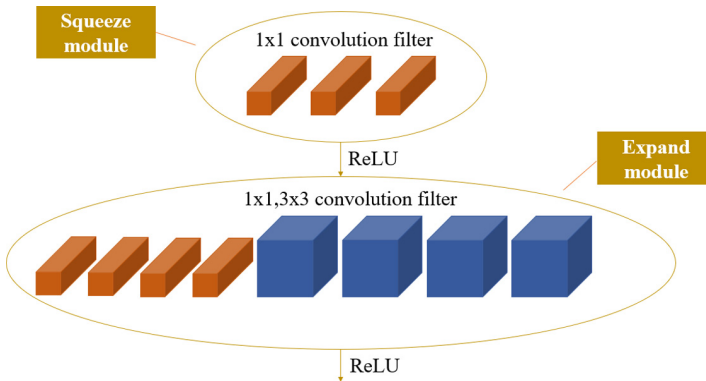 Squeeze
module
1x1 convolution filter
ReLU
Expand
module
1x1,3x3 convolution filter
ReLU